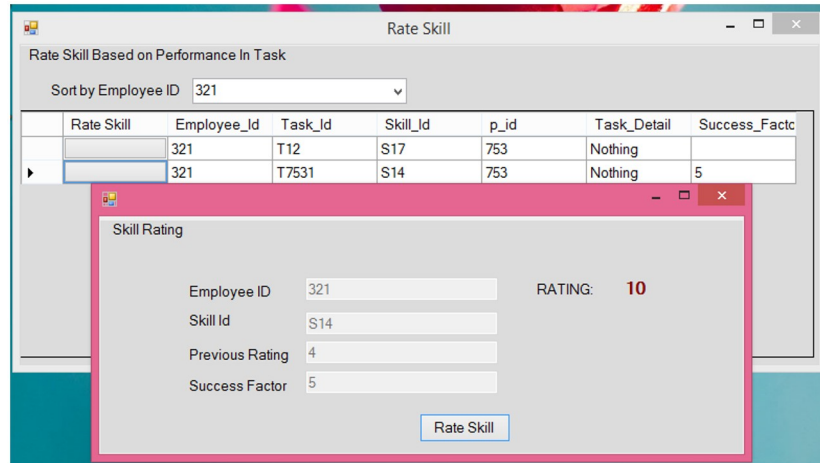 Rate Skill
Rate Skill Based on Performance In Task
Sort by Employee ID 321
Rate Skill Employee_Id Task_Id Skill_Id p_id Task_Detail Success_Factc
321 T12 S17 753 Nothing
321 T7531 S14 753 Nothing 5
Skill Rating
Employee ID 321 RATING: 10
Skill Id S14
Previous Rating 4
Success Factor 5
Rate Skill